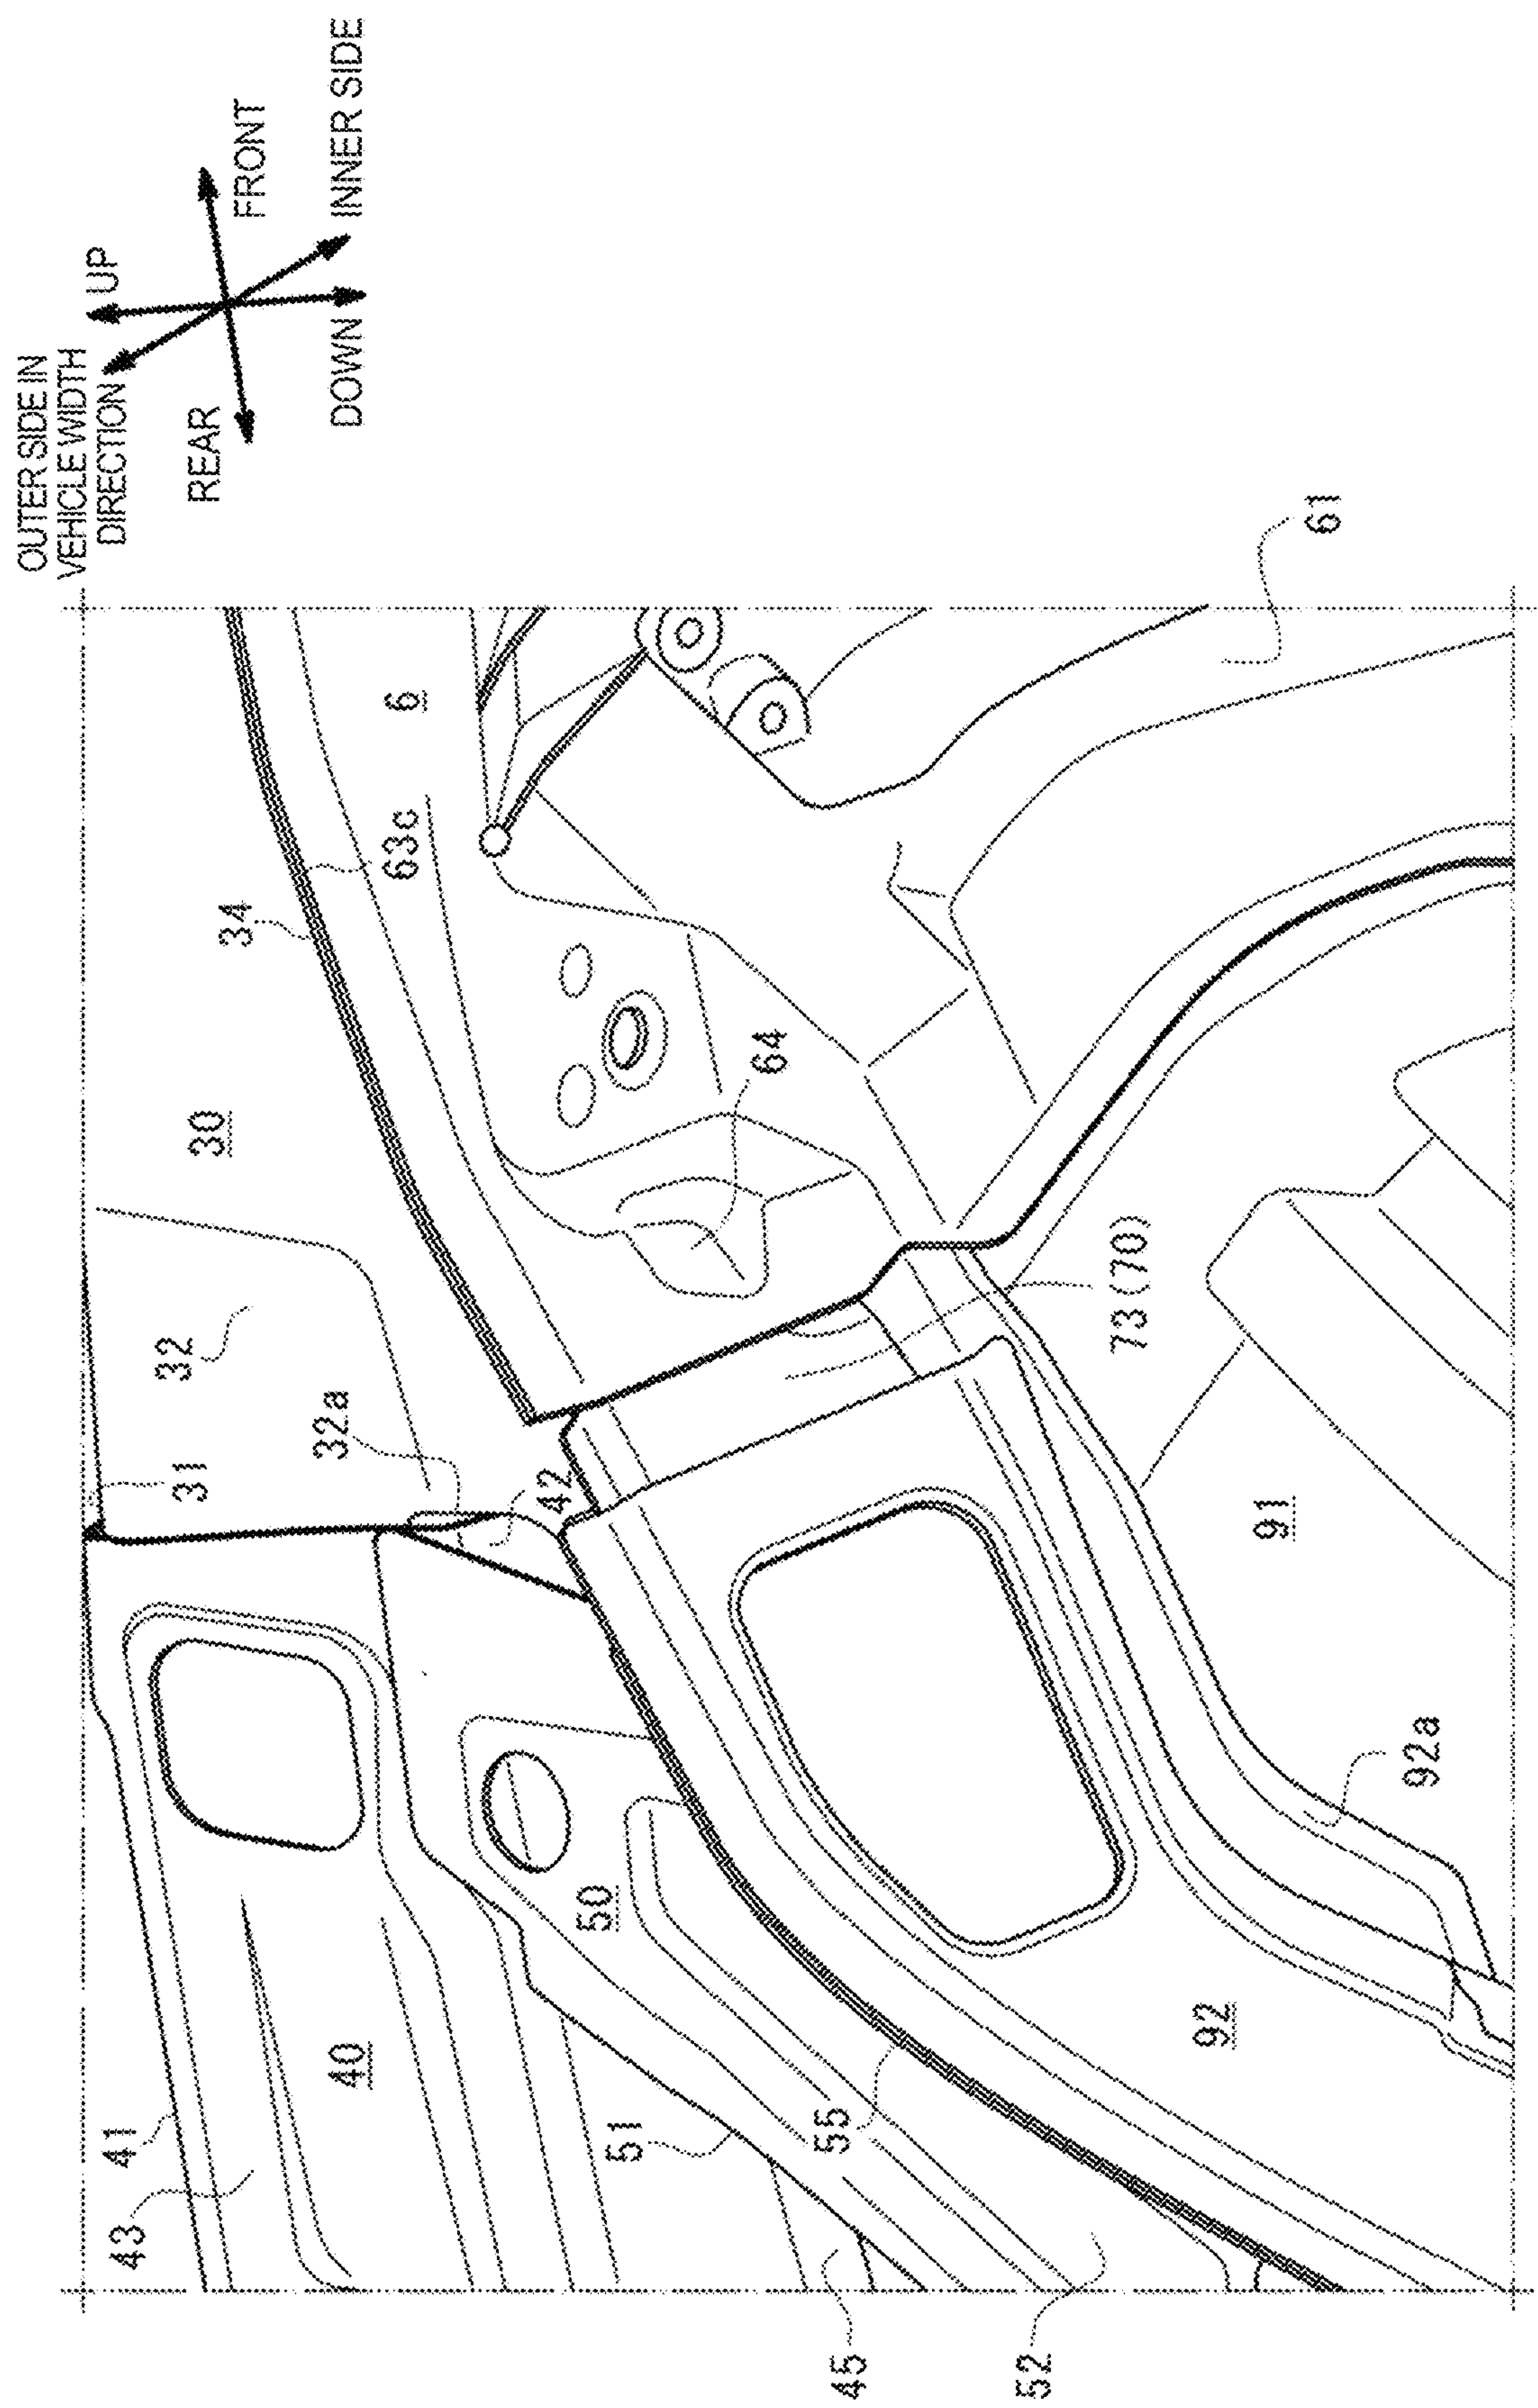 OUTER SIDE IN
VEHICLE WIDTH
DIRECTION
UP
REAR
FRONT
DOWN
INNER SIDE
61
6
63c
34
30
64
32
32a
31
42
73 (70)
91
92a
50
40
41
43
51
55
92
45
52